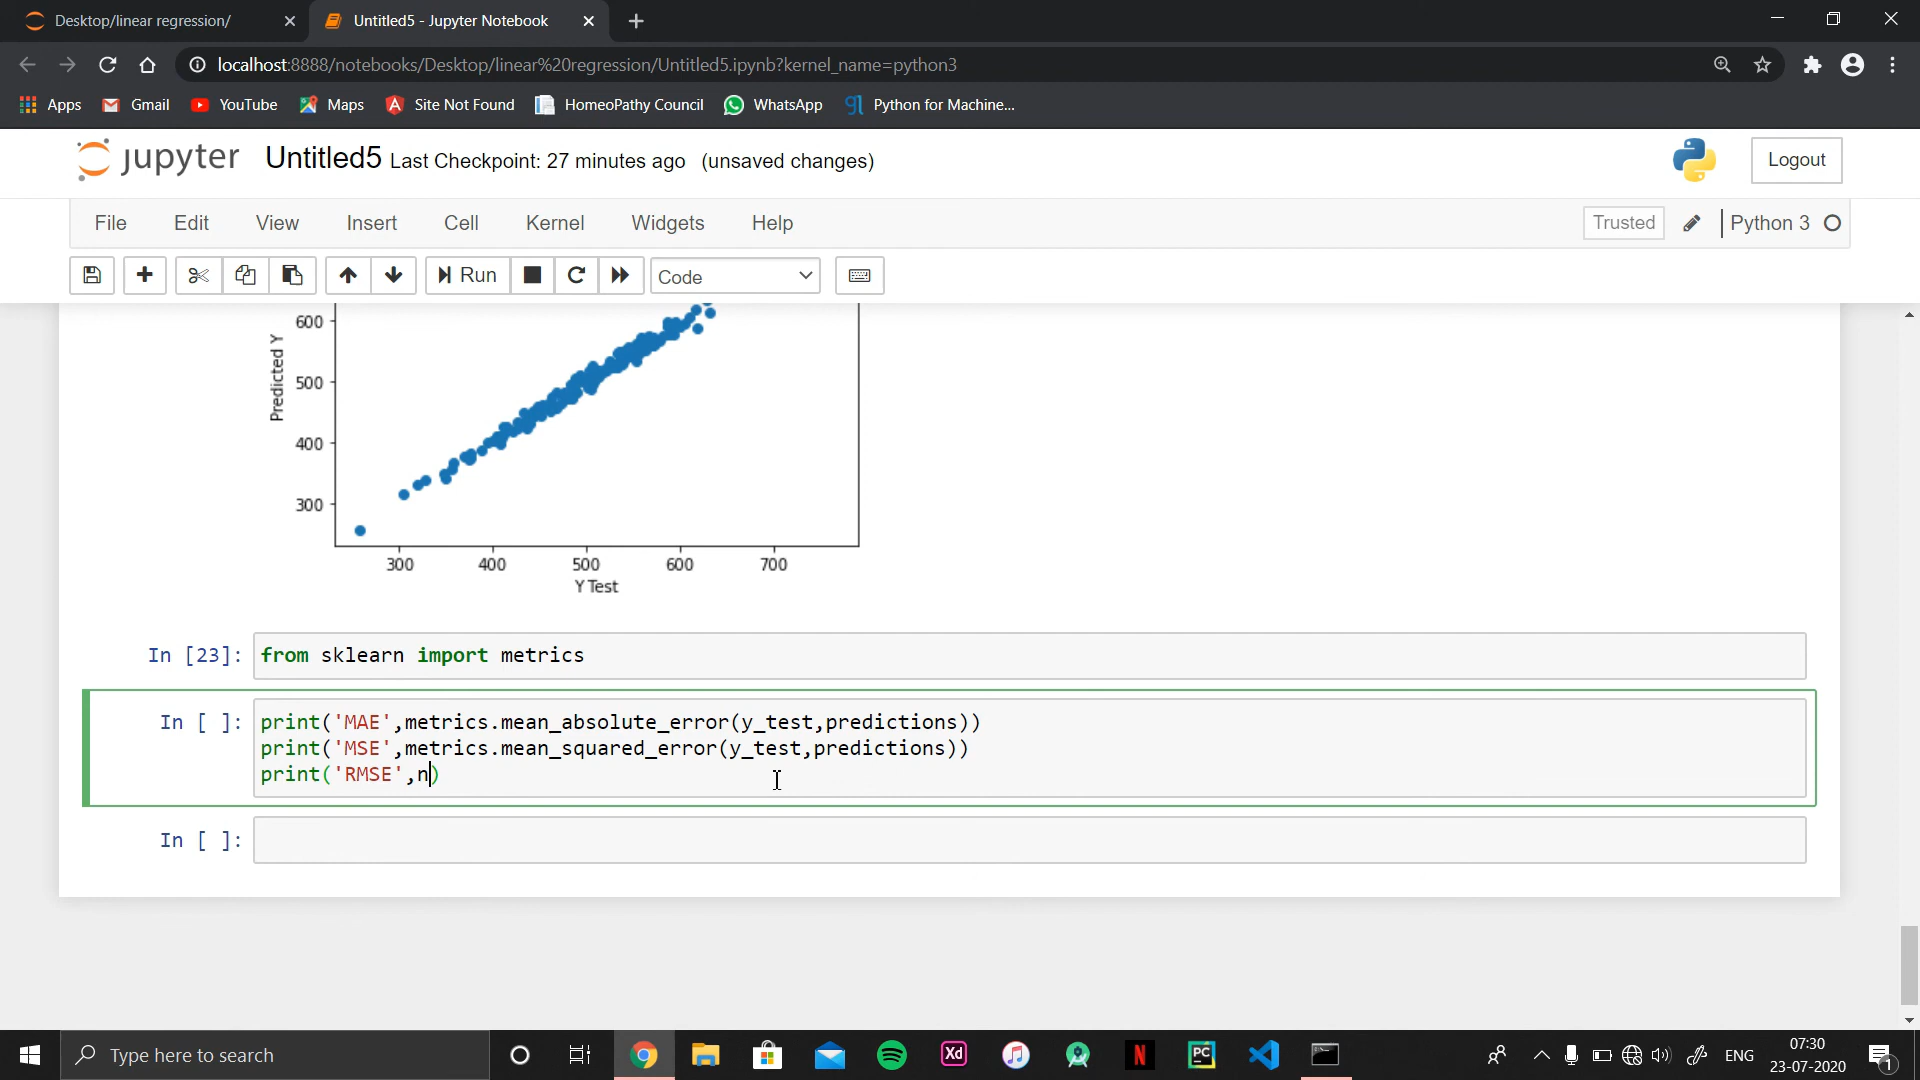 Desktop/linear regression/
Untitled5 - Jupyter Notebook
localhost:8888/notebooks/Desktop/linear%20regression/Untitled5.ipynb?kernel_name=python3
Apps Gmail YouTube Maps Site Not Found HomeoPathy Council WhatsApp Python for Machine...
jupyter Untitled5 Last Checkpoint: 27 minutes ago (unsaved changes) Logout
File Edit View Insert Cell Kernel Widgets Help Trusted Python 3
Run Code
600
500
400
300
Predicted Y
300 400 500 600 700
Y Test
In [23]: from sklearn import metrics
In [ ]: print('MAE',metrics.mean_absolute_error(y_test,predictions))
print('MSE',metrics.mean_squared_error(y_test,predictions))
print('RMSE',n)
In [ ]:
Type here to search
Xd
N
PC
ENG
07:30
23-07-2020
1